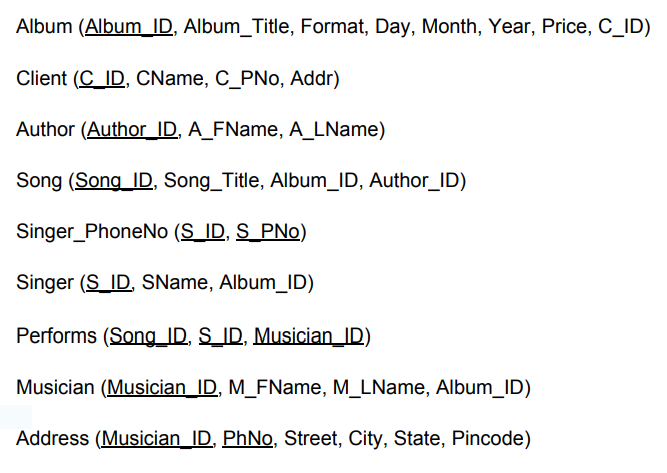 Album (Album_ID, Album_Title, Format, Day, Month, Year, Price, C_ID)
Client (C_ID, CName, C_PNo, Addr)
Author (Author_ID, A_FName, A_LName)
Song (Song_ID, Song_Title, Album_ID, Author_ID)
Singer_PhoneNo (S_ID, S_PNo)
Singer (S_ID, SName, Album_ID)
Performs (Song_ID, S_ID, Musician_ID)
Musician (Musician_ID, M_FName, M_LName, Album_ID)
Address (Musician_ID, PhNo, Street, City, State, Pincode)